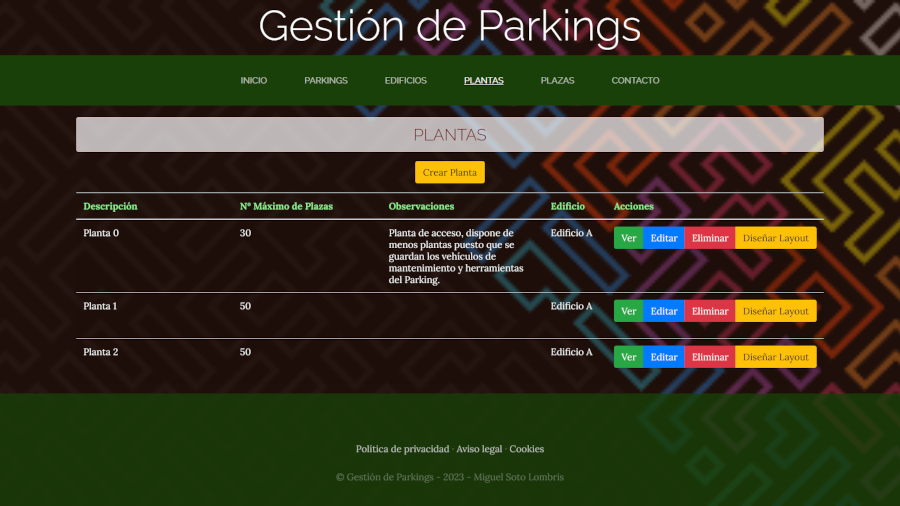 Gestión de Parkings
INICIO PARKINGS EDIFICIOS PLANTAS PLAZAS CONTACTO
PLANTAS
Crear Planta
Descripción Nº Máximo de Plazas Observaciones Edificio Acciones
Planta 0 30 Planta de acceso, dispone de Edificio A Ver Editar Eliminar Diseñar Layout
menos plantas puesto que se
guardan los vehículos de
mantenimiento y herramientas
del Parking.
Planta 1 50 Edificio A Ver Editar Eliminar Diseñar Layout
Planta 2 50 Edificio A Ver Editar Eliminar Diseñar Layout
Política de privacidad · Aviso legal · Cookies
© Gestión de Parkings - 2023 - Miguel Soto Lombris